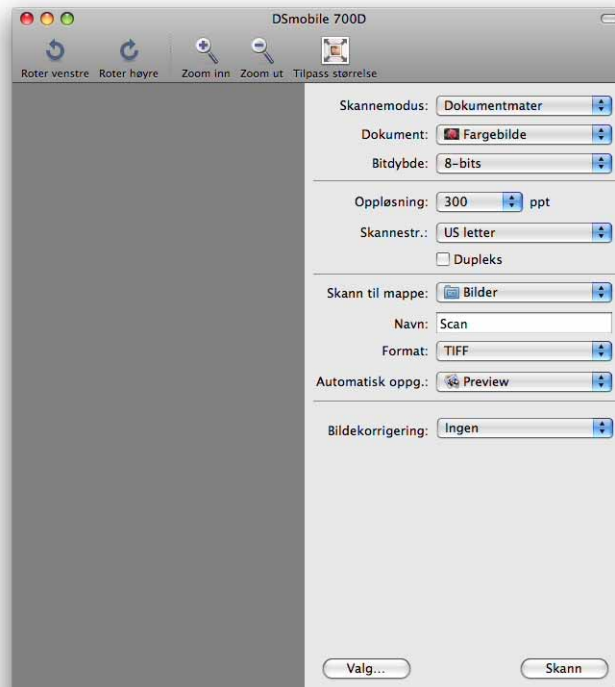 DSmobile 700D
Roter venstre Roter høyre Zoom inn Zoom ut Tilpass størrelse
Skannemodus: Dokumentmater
Dokument: Fargebilde
Bitdybde: 8-bits
Oppløsning: 300 ppt
Skannestr.: US letter
Dupleks
Skann til mappe: Bilder
Navn: Scan
Format: TIFF
Automatisk oppg.: Preview
Bildekorrigering: Ingen
Valg... Skann